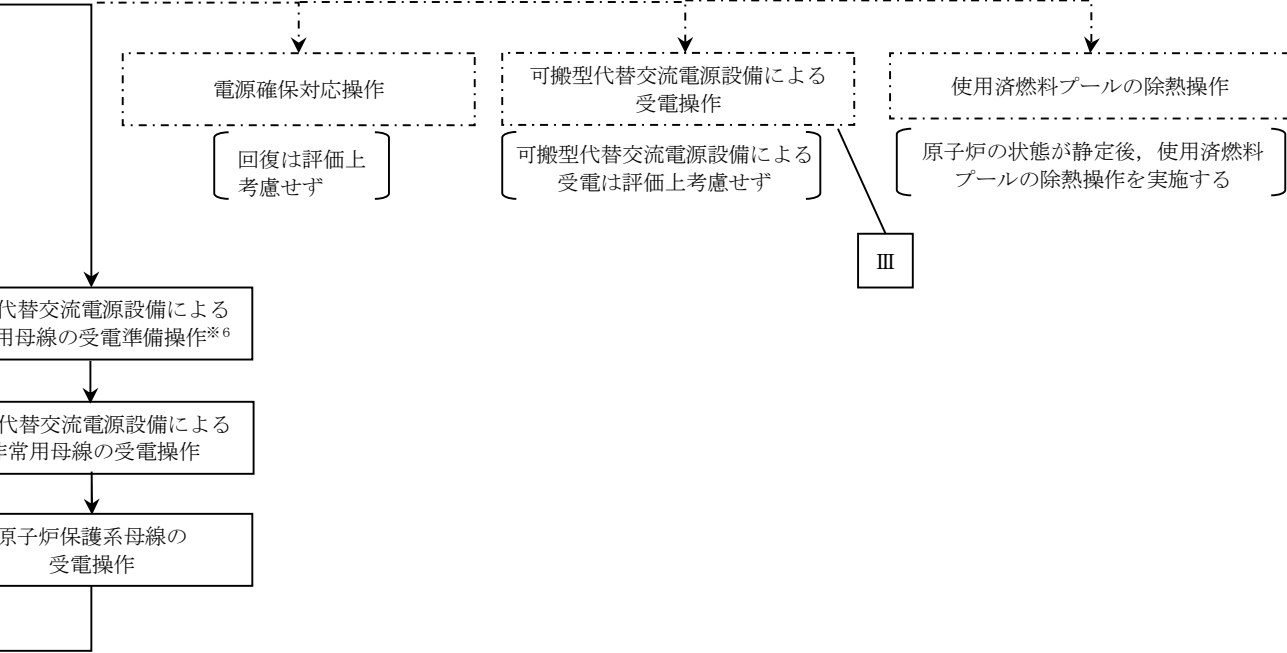 電源確保対応操作
可搬型代替交流電源設備による
受電操作
使用済燃料プールの除熱操作
回復は評価上
考慮せず
可搬型代替交流電源設備による
受電は評価上考慮せず
原子炉の状態が静定後，使用済燃料
プールの除熱操作を実施する
Ⅲ
代替交流電源設備による
用母線の受電準備操作※6
代替交流電源設備による
常用母線の受電操作
原子炉保護系母線の
受電操作